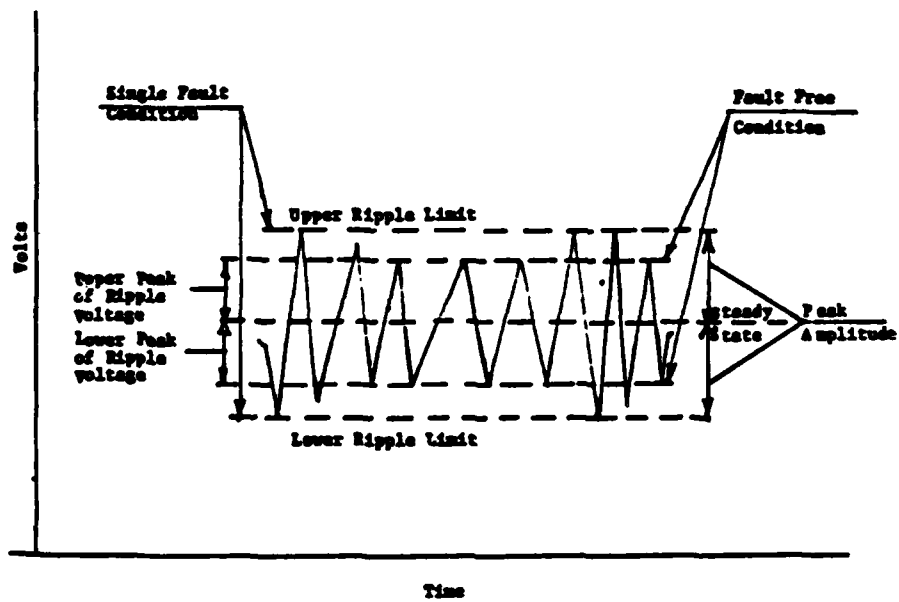 Single Fault
Condition
Fault Free
Condition
Upper Ripple Limit
Volts
Upper Peak
of Ripple
Voltage
Lower Peak
of Ripple
Voltage
Steady
State
Peak
Amplitude
Lower Ripple Limit
Time